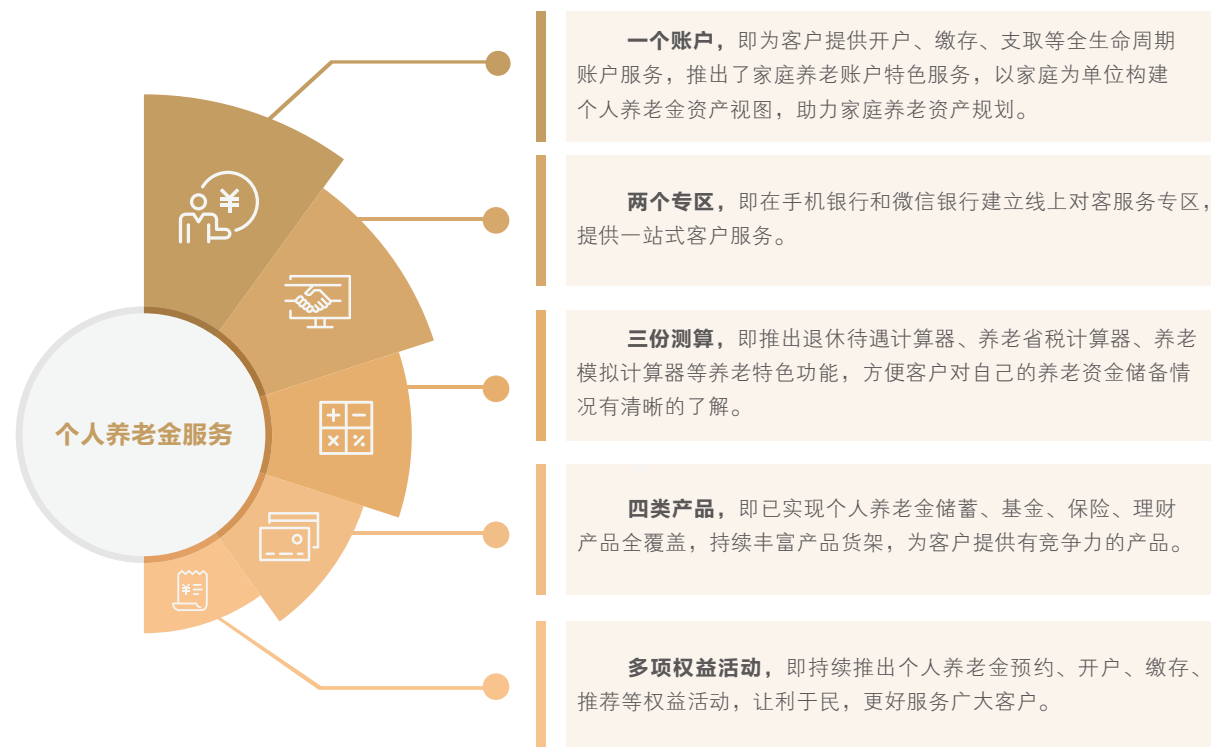 一个账户，即为客户提供开户、缴存、支取等全生命周期
账户服务，推出了家庭养老账户特色服务，以家庭为单位构建
个人养老金资产视图，助力家庭养老资产规划。
两个专区，即在手机银行和微信银行建立线上对客服务专区，
提供一站式客户服务。
三份测算，即推出退休待遇计算器、养老省税计算器、养老
模拟计算器等养老特色功能，方便客户对自己的养老资金储备情
况有清晰的了解。
个人养老金服务
四类产品，即已实现个人养老金储蓄、基金、保险、理财
产品全覆盖，持续丰富产品货架，为客户提供有竞争力的产品。
多项权益活动，即持续推出个人养老金预约、开户、缴存、
推荐等权益活动，让利于民，更好服务广大客户。